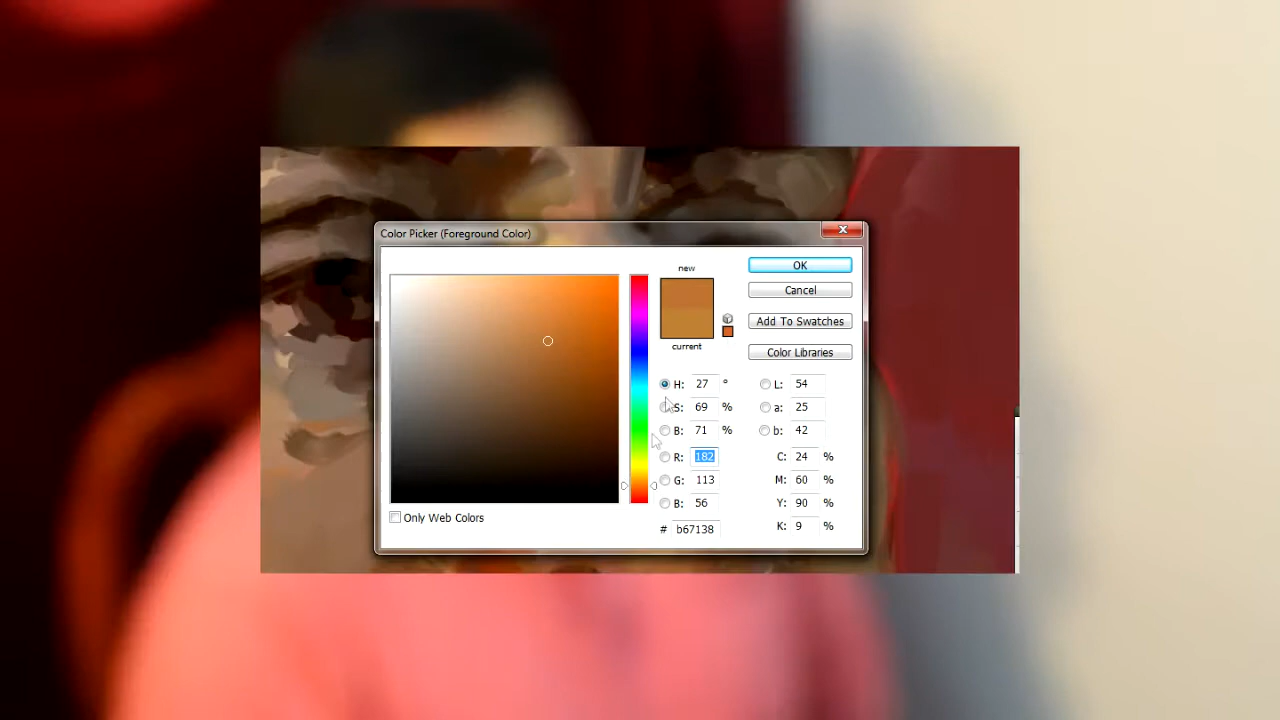 Color Picker (Foreground Color)
new
current
OK
Cancel
Add To Swatches
Color Libraries
H: 27 °
S: 69 %
B: 71 %
R: 182
G: 113
B: 56
# b67138
L: 54
a: 25
b: 42
C: 24 %
M: 60 %
Y: 90 %
K: 9 %
Only Web Colors